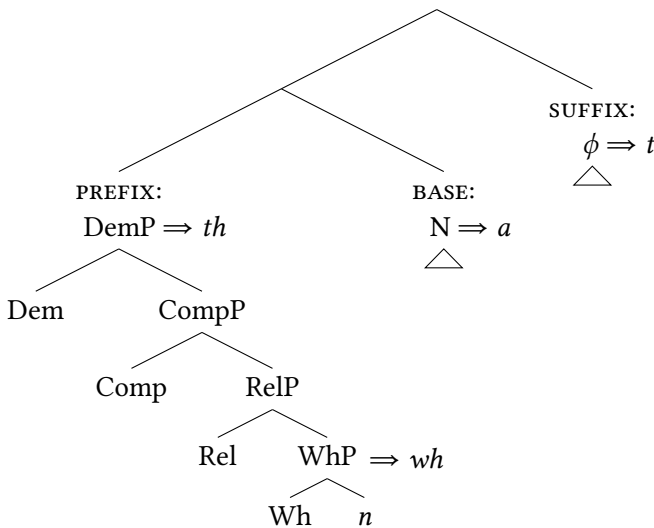 SUFFIX:
ϕ ⇒ t
PREFIX: BASE:
DemP ⇒ th N ⇒ a
Dem CompP
Comp RelP
Rel WhP ⇒ wh
Wh n